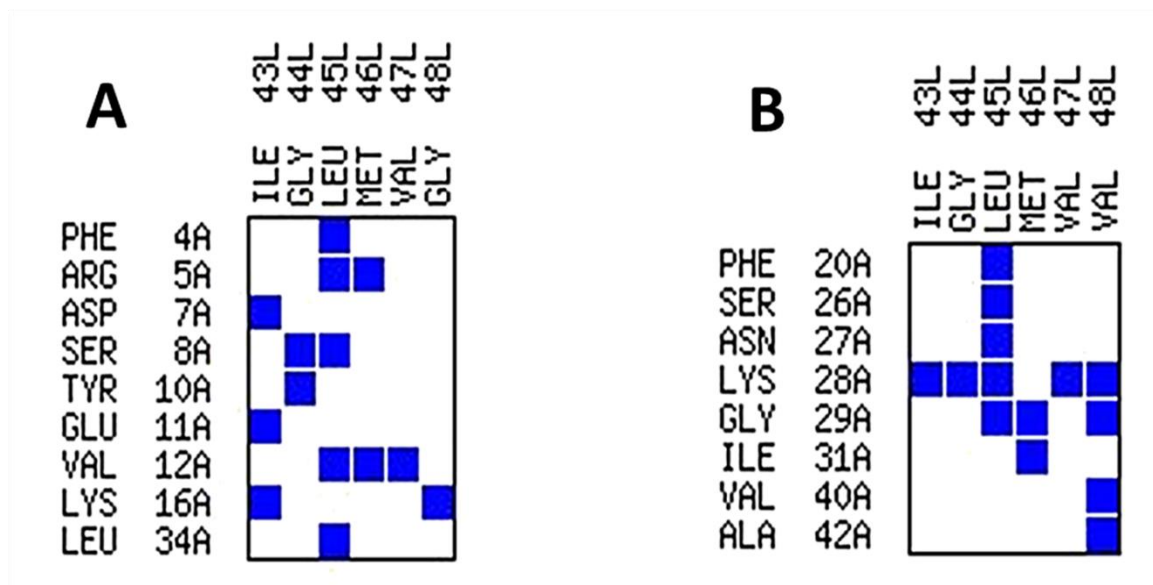 A
43L 44L 45L 46L 47L 48L
ILE GLY LEU MET VAL GLY
PHE 4A
ARG 5A
ASP 7A
SER 8A
TYR 10A
GLU 11A
VAL 12A
LYS 16A
LEU 34A
B
43L 44L 45L 46L 47L 48L
ILE GLY LEU MET VAL VAL
PHE 20A
SER 26A
ASN 27A
LYS 28A
GLY 29A
ILE 31A
VAL 40A
ALA 42A